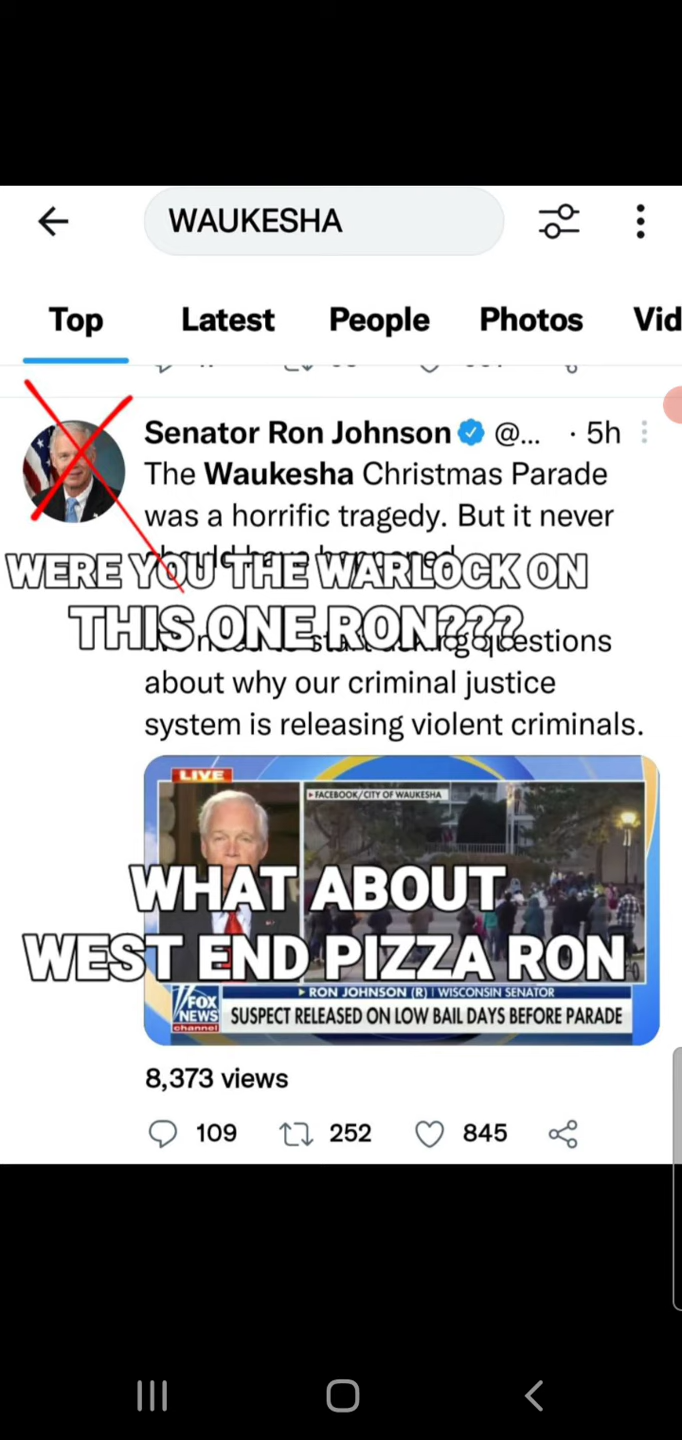 WAUKESHA
Top Latest People Photos Vid
Senator Ron Johnson @... · 5h
The Waukesha Christmas Parade
was a horrific tragedy. But it never
WERE YOU THE WARLOCK ON
THIS ONE RON???
questions
about why our criminal justice
system is releasing violent criminals.
LIVE
FACEBOOK/CITY OF WAUKESHA
WHAT ABOUT
WEST END PIZZA RON
RON JOHNSON (R) | WISCONSIN SENATOR
FOX NEWS channel
SUSPECT RELEASED ON LOW BAIL DAYS BEFORE PARADE
8,373 views
109 252 845